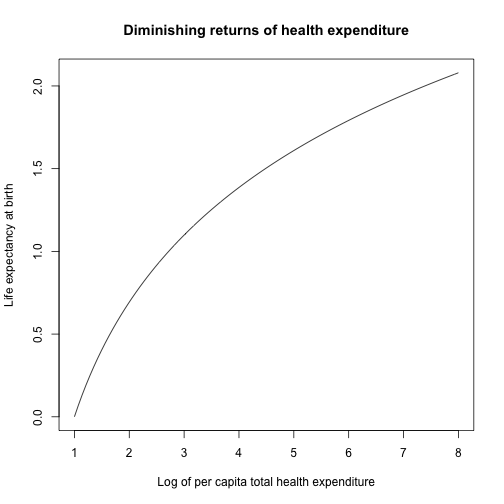 Diminishing returns of health expenditure
Life expectancy at birth
2.0
1.5
1.0
0.5
0.0
1 2 3 4 5 6 7 8
Log of per capita total health expenditure